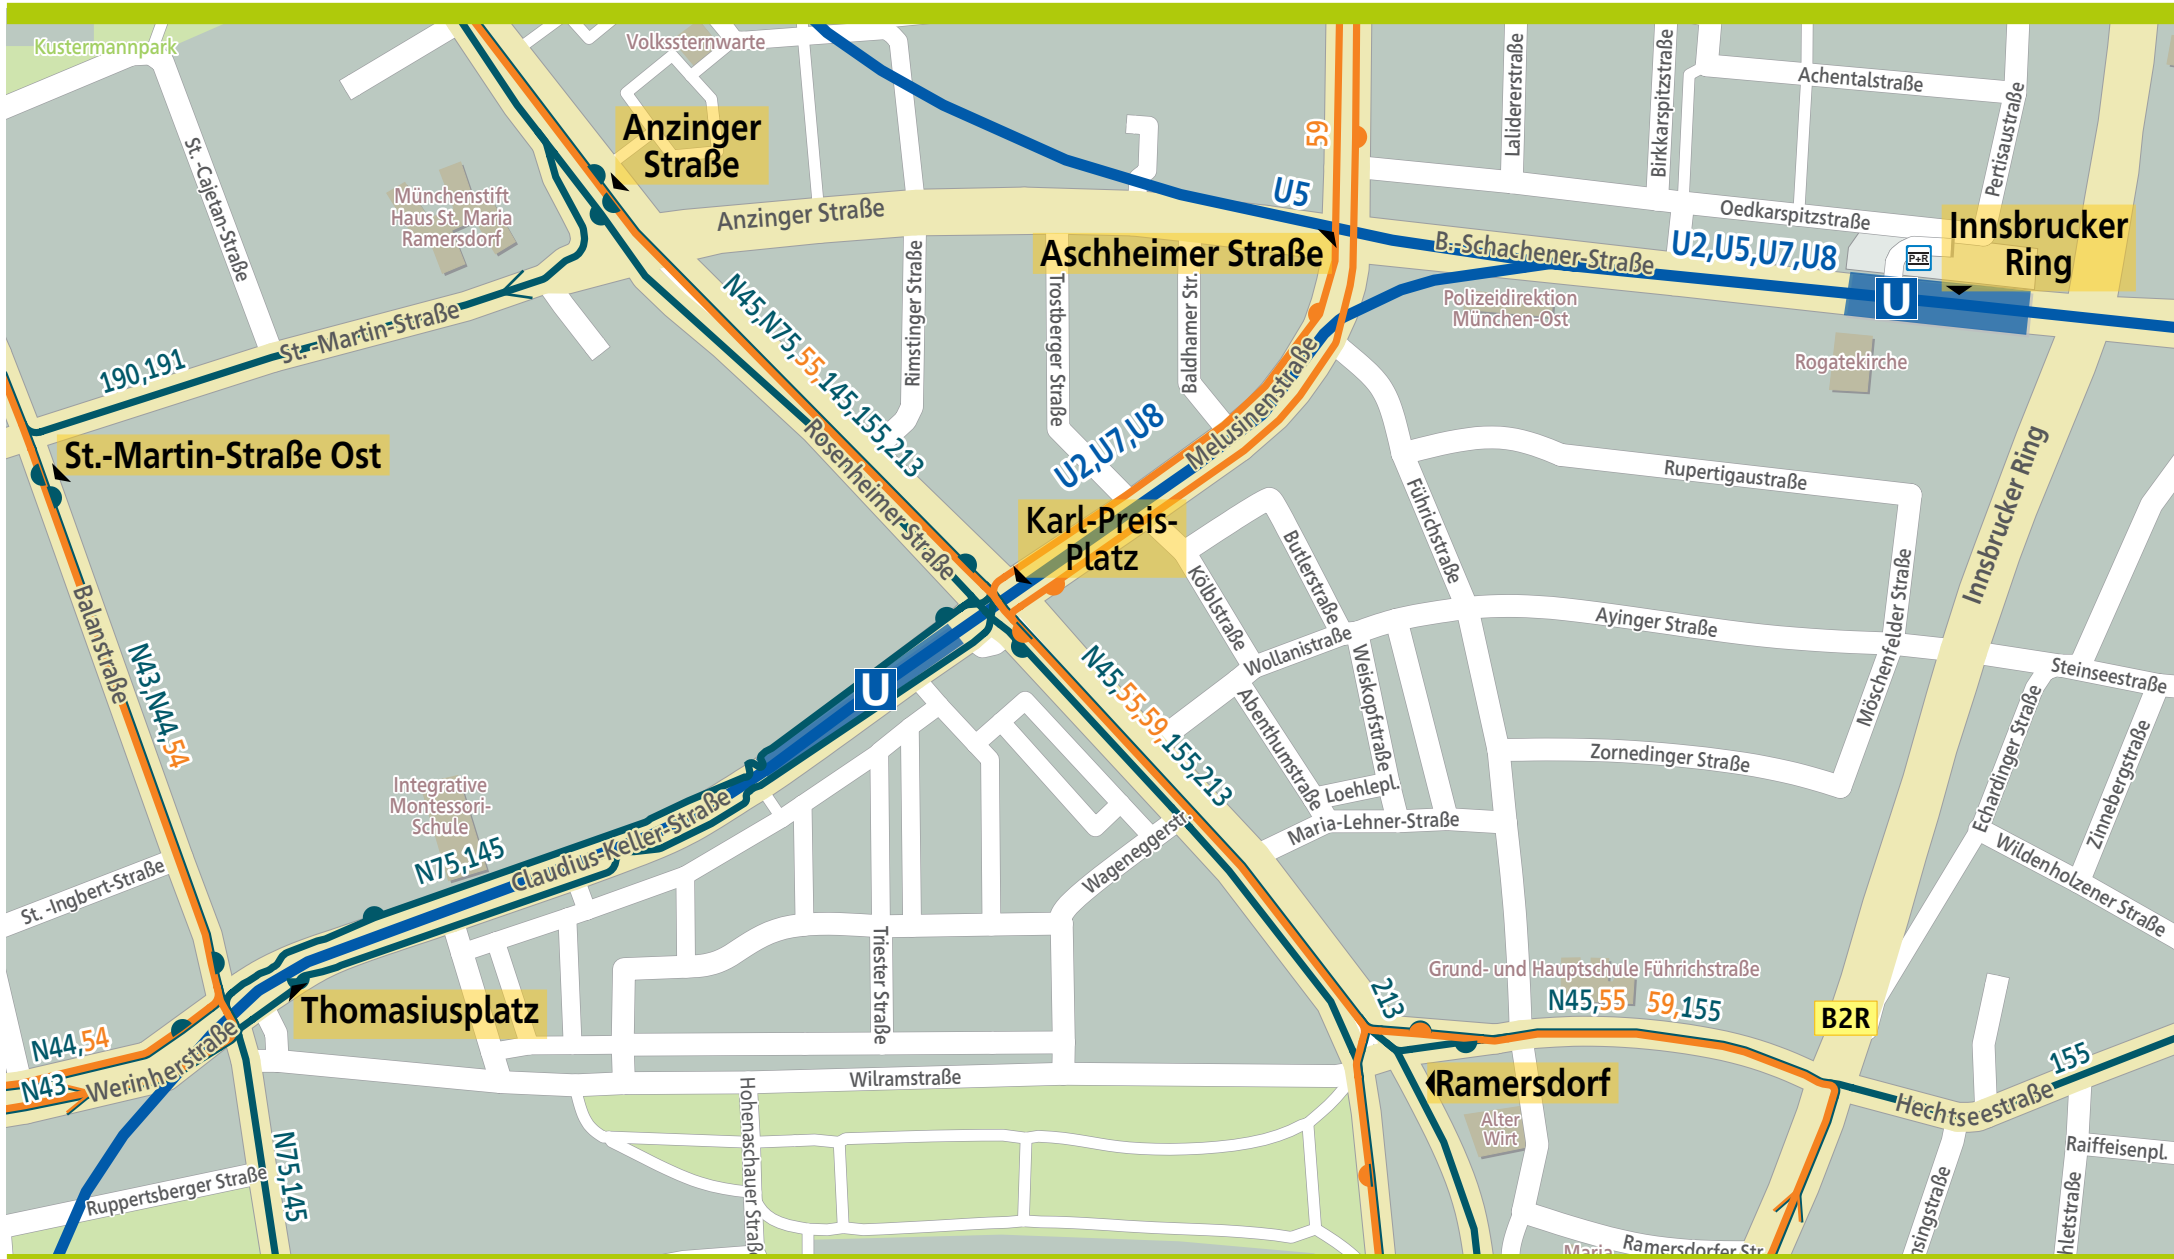 Kustermannpark
Volkssternwarte
Anzinger
Straße
St.-Cajetan-Straße
Münchenstift
Haus St. Maria
Ramersdorf
Anzinger Straße
59
U5
Laliderer­straße
Birkkarspitzstraße
Achentalstraße
Pertisaustraße
Oedkarspitzstraße
Aschheimer Straße
B.-Schachener-Straße
U2,U5,U7,U8
P+R
Innsbrucker
Ring
U
Polizeidirektion
München-Ost
Rogatekirche
Rimstinger Straße
Trostberger Straße
Baldhamer Str.
N45,N75,55,145,155,213
190,191
St.-Martin-Straße
St.-Martin-Straße Ost
Rosenheimer Straße
U2,U7,U8
Melusinenstraße
Karl-Preis-
Platz
Führichstraße
Rupertigaustraße
Innsbrucker Ring
Butlerstraße
Kölblstraße
Wollanistraße
Weiskopfstraße
Abenthumstraße
Ayinger Straße
Möschenfelder Straße
Steinseestraße
Zornedinger Straße
Echardinger Straße
Zinnebergstraße
Wildenholzener Straße
Loehlepl.
Maria-Lehner-Straße
Balanstraße
N43,N44,54
U
N45,55,59,155,213
Integrative
Montessori-
Schule
N75,145
Claudius-Keller-Straße
Wageneggerstr.
St.-Ingbert-Straße
Triester Straße
Thomasiusplatz
N44,54
N43
Werinherstraße
213
Grund- und Hauptschule Führichstraße
N45,55 59,155
B2R
155
Hechtseestraße
Ramersdorf
Alter
Wirt
Wilramstraße
Hohenaschauer Straße
N75,145
Ruppertsberger Straße
Raiffeisenpl.
Ramersdorfer Str.
Maria-
nsingstraße
hletstraße